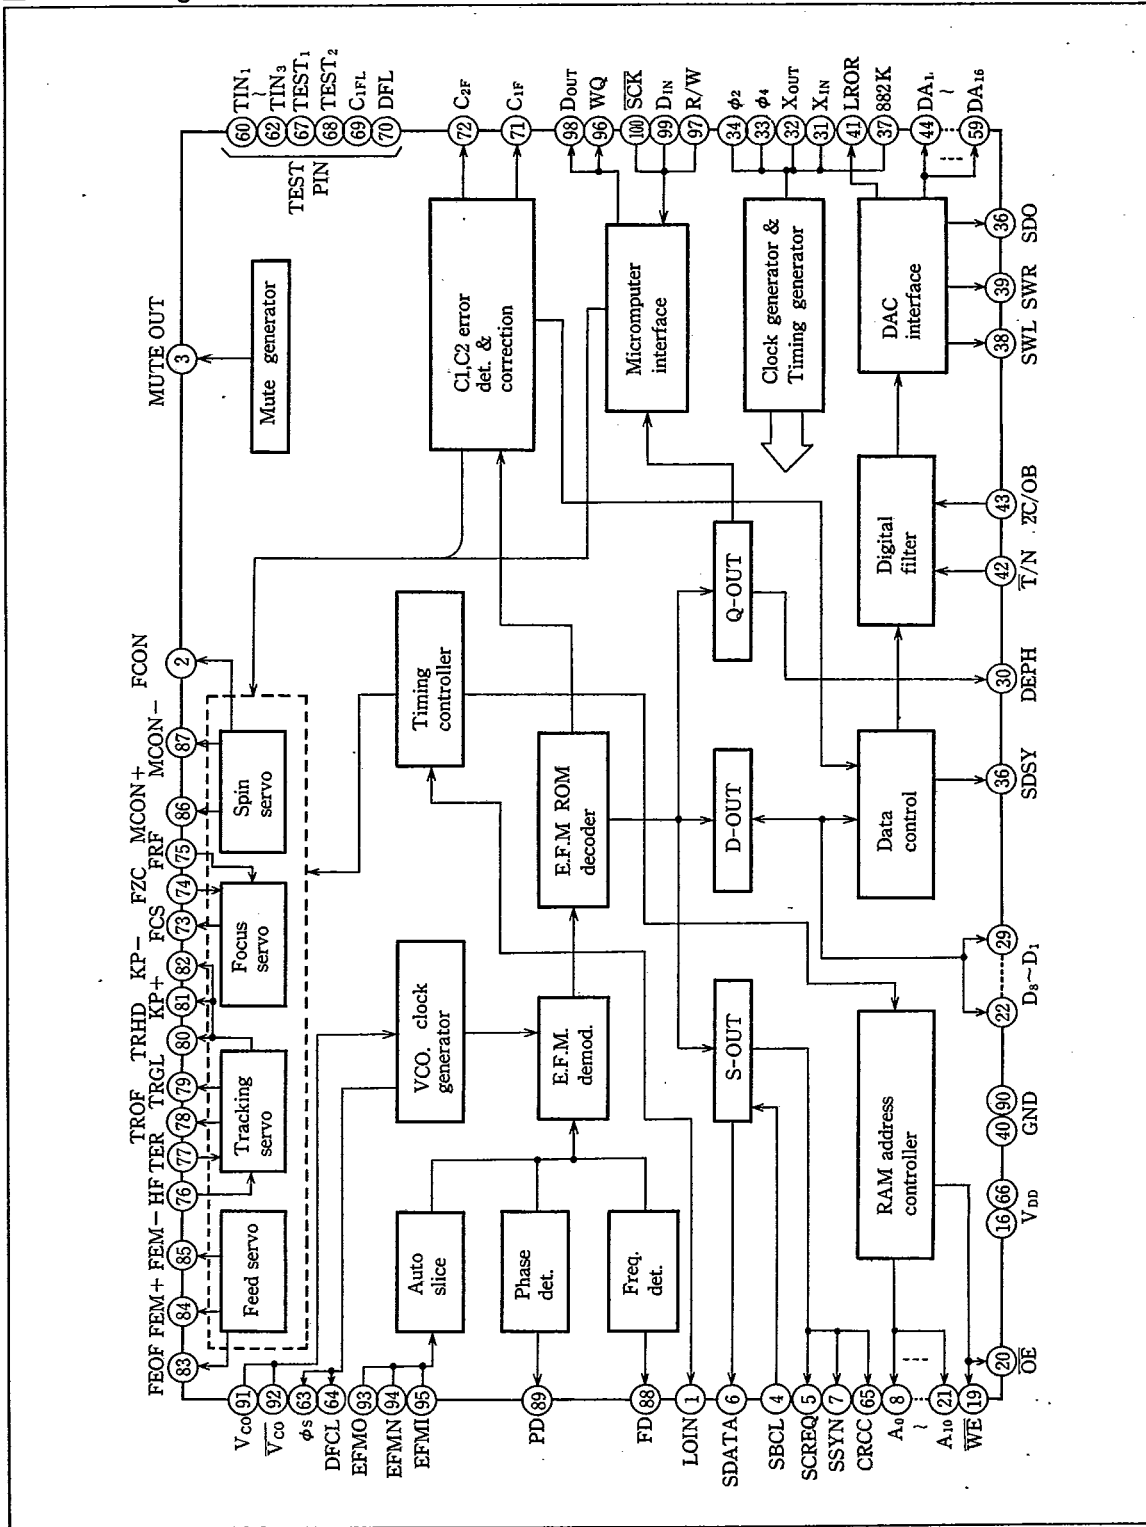 MUTE OUT
3
Mute generator
60 TIN₁
~
62 TIN₃
67 TEST₁
68 TEST₂
69 C₁FL
70 DFL
TEST
PIN
72 C₂F
71 C₁F
98 DOUT
96 WQ
100 S̅C̅K̅
99 DIN
97 R/W
34 φ₂
33 φ₄
32 XOUT
31 XIN
41 LROR
37 882K
44 DA₁
~
59 DA₁₆
C1,C2 error
det. &
correction
Micromputer
interface
Clock generator &
Timing generator
DAC
interface
36 SDO
39 SWR
38 SWL
Digital
filter
43 2̅C̅/OB
42 T̅/N
FCON
2
MCON−
87
MCON+
86
FRF
75
FZC
74
FCS
73
KP−
82
KP+
81
TRHD
80
TRGL
79
TROF
78
TER
77
HF
76
FEM−
85
FEM+
84
FEOF
83
Spin
servo
Focus
servo
Tracking
servo
Feed servo
Timing
controller
VCO. clock
generator
E.F.M ROM
decoder
E.F.M.
demod.
Auto
slice
Phase
det.
Freq.
det.
Q-OUT
D-OUT
S-OUT
Data
control
RAM address
controller
30 DEPH
36 SDSY
29
22
D₈~D₁
90
40
GND
66
16
VDD
20 O̅E̅
VCO 91
V̅C̅O̅ 92
φS 63
DFCL 64
EFMO 93
EFMN 94
EFMI 95
PD 89
FD 88
LOIN 1
SDATA 6
SBCL 4
SCREQ 5
SSYN 7
CRCC 65
A₀ 8
~
A₁₀ 21
W̅E̅ 19